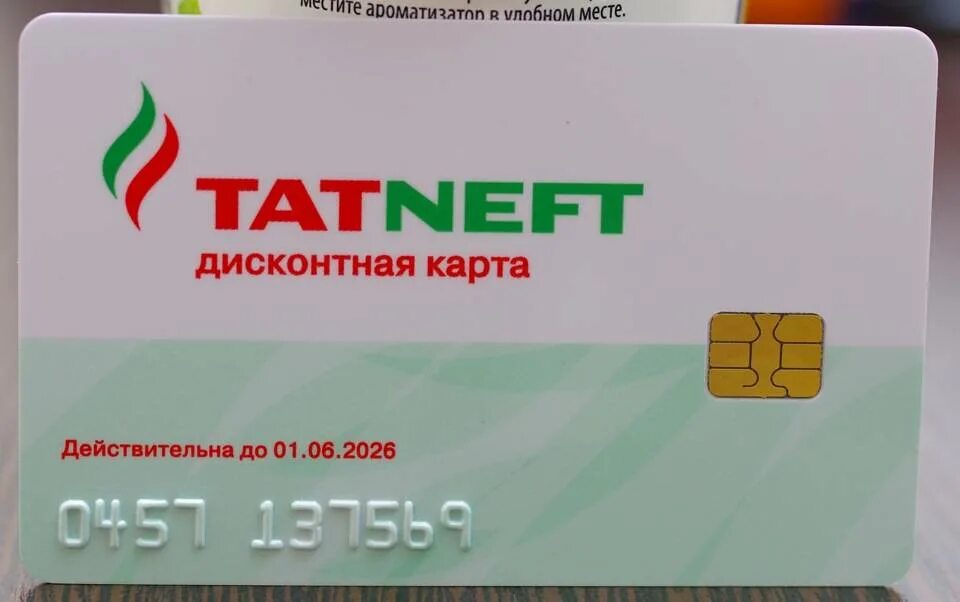 местите ароматизатор в удобном месте.
TATNEFT
дисконтная карта
Действительна до 01.06.2026
0457 137569